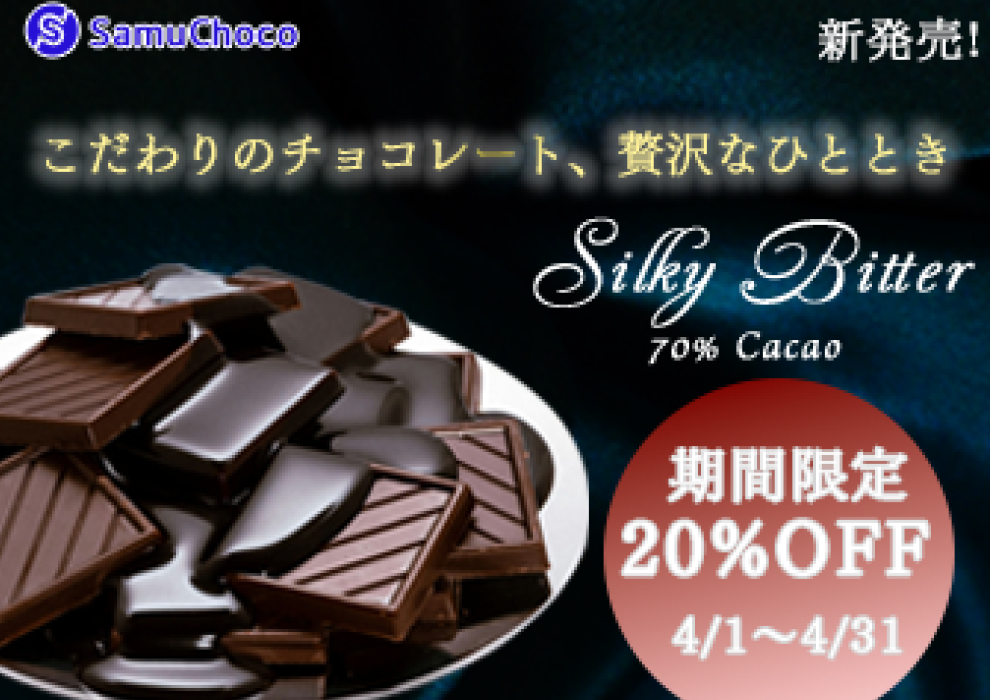 SamuChoco
新発売!
こだわりのチョコレート、贅沢なひととき
Silky Bitter
70% Cacao
期間限定
20%OFF
4/1～4/31